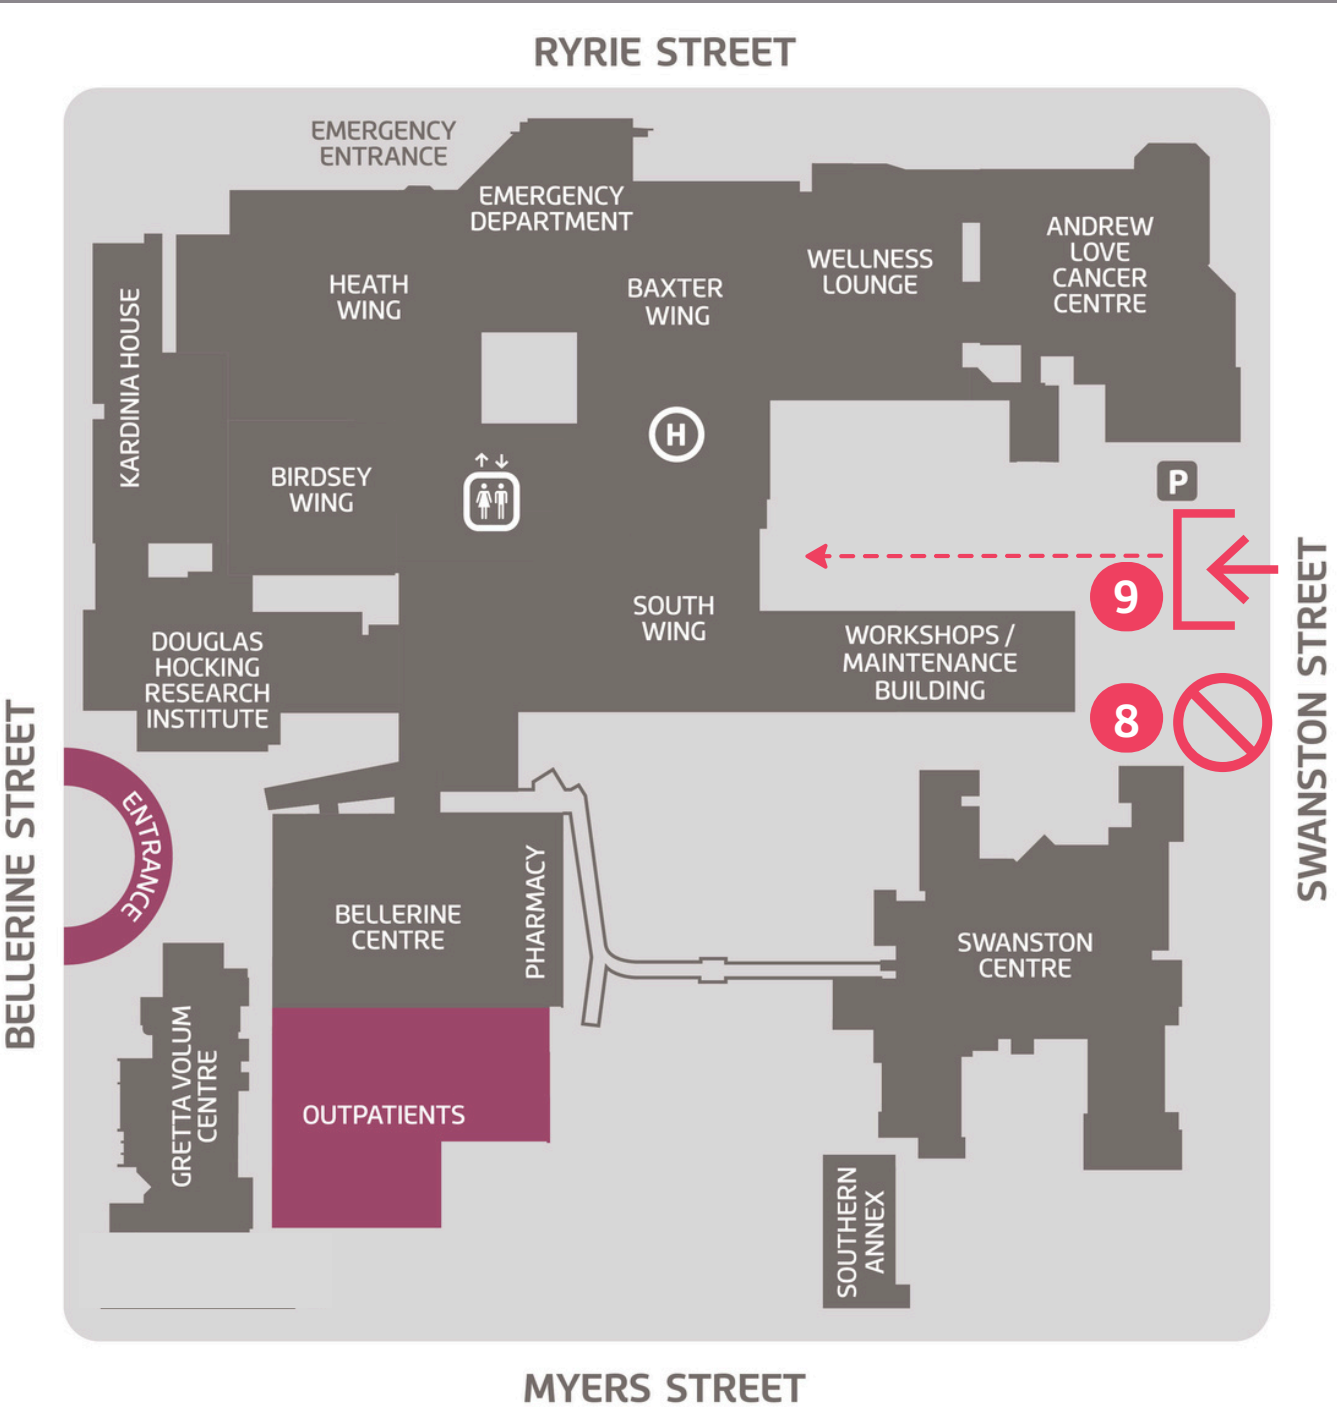 RYRIE STREET
EMERGENCY
ENTRANCE
EMERGENCY
DEPARTMENT
ANDREW
LOVE
CANCER
CENTRE
WELLNESS
LOUNGE
HEATH
WING
BAXTER
WING
KARDINIA HOUSE
H
BIRDSEY
WING
P
SOUTH
WING
9
WORKSHOPS /
MAINTENANCE
BUILDING
DOUGLAS
HOCKING
RESEARCH
INSTITUTE
8
SWANSTON STREET
BELLERINE STREET
ENTRANCE
PHARMACY
BELLERINE
CENTRE
SWANSTON
CENTRE
GRETTA VOLUM
CENTRE
OUTPATIENTS
SOUTHERN
ANNEX
MYERS STREET